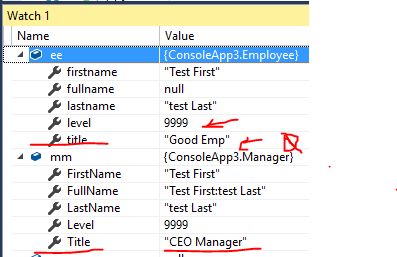 Watch 1
Name Value
ee {ConsoleApp3.Employee}
firstname "Test First"
fullname null
lastname "test Last"
level 9999
title "Good Emp"
mm {ConsoleApp3.Manager}
FirstName "Test First"
FullName "Test First:test Last"
LastName "test Last"
Level 9999
Title "CEO Manager"